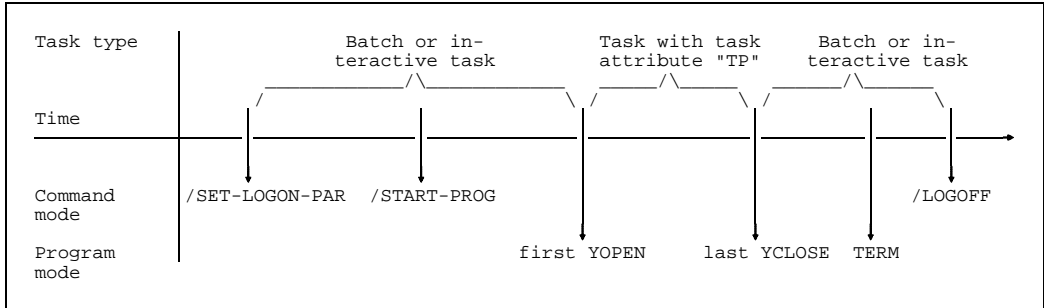 Task type
Batch or in-
teractive task
Task with task
attribute "TP"
Batch or in-
teractive task
Time
Command
mode
/SET-LOGON-PAR
/START-PROG
/LOGOFF
Program
mode
first YOPEN
last YCLOSE
TERM